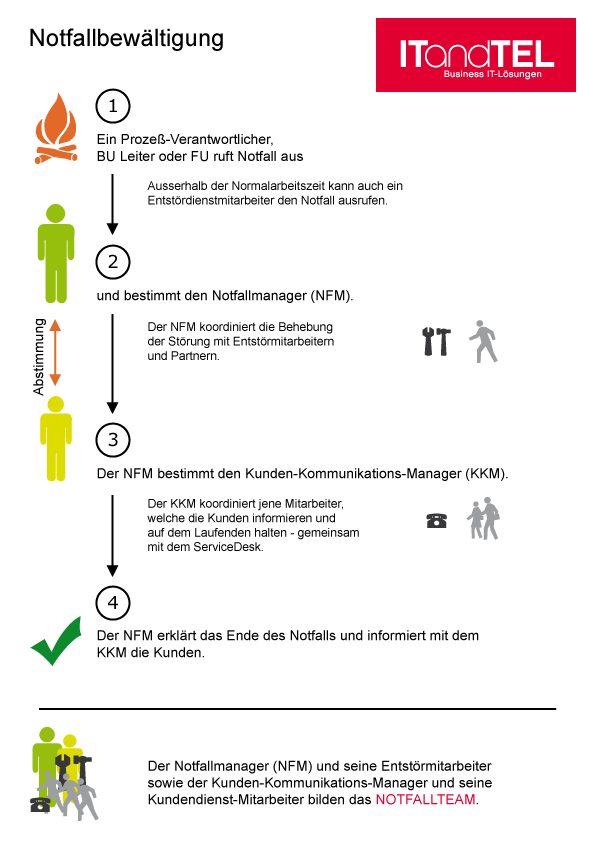 Notfallbewältigung
ITandTEL
Business IT-Lösungen
1
Ein Prozeß-Verantwortlicher,
BU Leiter oder FU ruft Notfall aus
Ausserhalb der Normalarbeitszeit kann auch ein
Entstördienstmitarbeiter den Notfall ausrufen.
2
und bestimmt den Notfallmanager (NFM).
Der NFM koordiniert die Behebung
der Störung mit Entstörmitarbeitern
und Partnern.
Abstimmung
3
Der NFM bestimmt den Kunden-Kommunikations-Manager (KKM).
Der KKM koordiniert jene Mitarbeiter,
welche die Kunden informieren und
auf dem Laufenden halten - gemeinsam
mit dem ServiceDesk.
4
Der NFM erklärt das Ende des Notfalls und informiert mit dem
KKM die Kunden.
Der Notfallmanager (NFM) und seine Entstörmitarbeiter
sowie der Kunden-Kommunikations-Manager und seine
Kundendienst-Mitarbeiter bilden das NOTFALLTEAM.